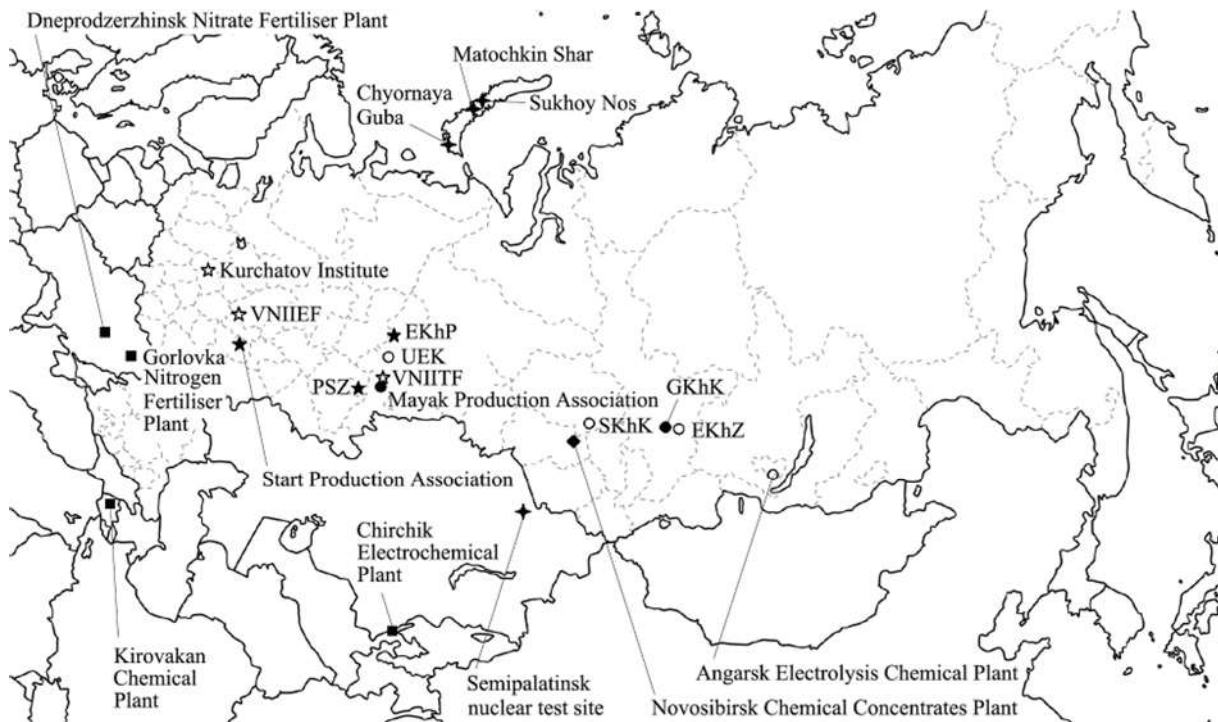 Dneprodzerzhinsk Nitrate Fertiliser Plant
Matochkin Shar
Chyornaya
Guba
Sukhoy Nos
Kurchatov Institute
VNIIEF
EKhP
UEK
Gorlovka
Nitrogen
Fertiliser
Plant
PSZ
VNIITF
Mayak Production Association
GKhK
SKhK
EKhZ
Start Production Association
Chirchik
Electrochemical
Plant
Kirovakan
Chemical
Plant
Semipalatinsk
nuclear test site
Angarsk Electrolysis Chemical Plant
Novosibirsk Chemical Concentrates Plant